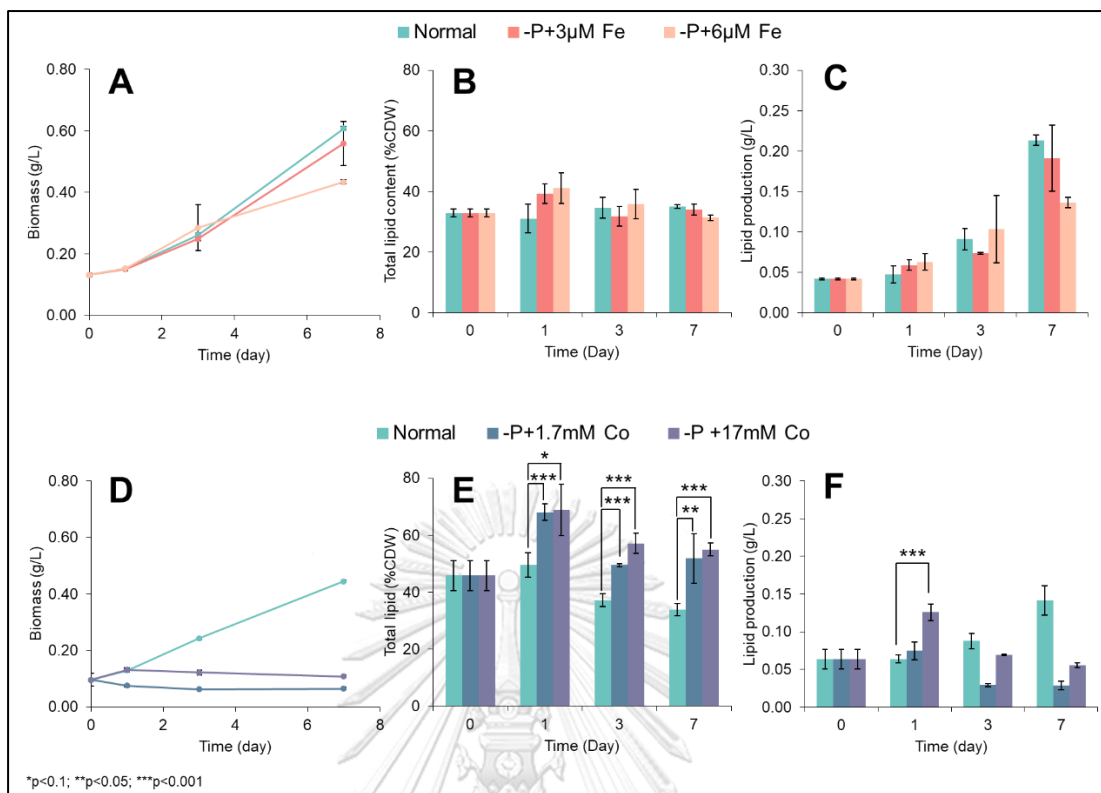 Normal -P+3µM Fe -P+6µM Fe
A
Biomass (g/L)
0.80
0.60
0.40
0.20
0.00
0 2 4 6 8
Time (day)
B
Total lipid content (%CDW)
80
60
40
20
0
0 1 3 7
Time (Day)
C
Lipid production (g/L)
0.30
0.25
0.20
0.15
0.10
0.05
0.00
0 1 3 7
Time (Day)
Normal -P+1.7mM Co -P +17mM Co
D
Biomass (g/L)
0.80
0.60
0.40
0.20
0.00
0 2 4 6 8
Time (day)
E
Total lipid (%CDW)
80
60
40
20
0
*
***
***
***
***
**
0 1 3 7
Time (Day)
F
Lipid production (g/L)
0.30
0.25
0.20
0.15
0.10
0.05
0.00
***
0 1 3 7
Time (day)
*p<0.1; **p<0.05; ***p<0.001